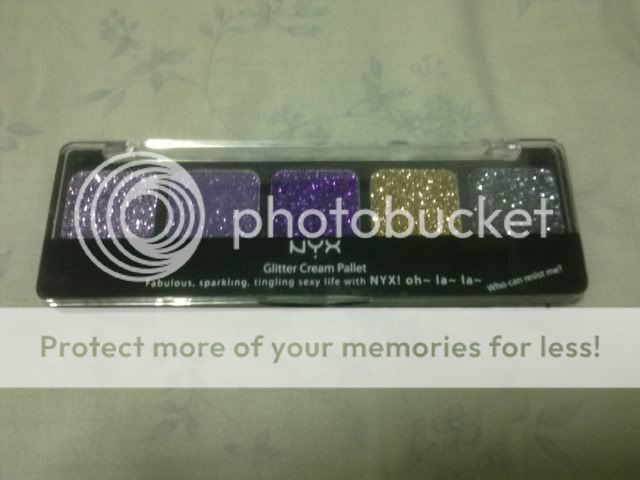 photobucket
NYX
Glitter Cream Pallet
Fabulous, sparkling, tingling sexy life with NYX! oh~ la~ la~ Who can resist me?
Protect more of your memories for less!